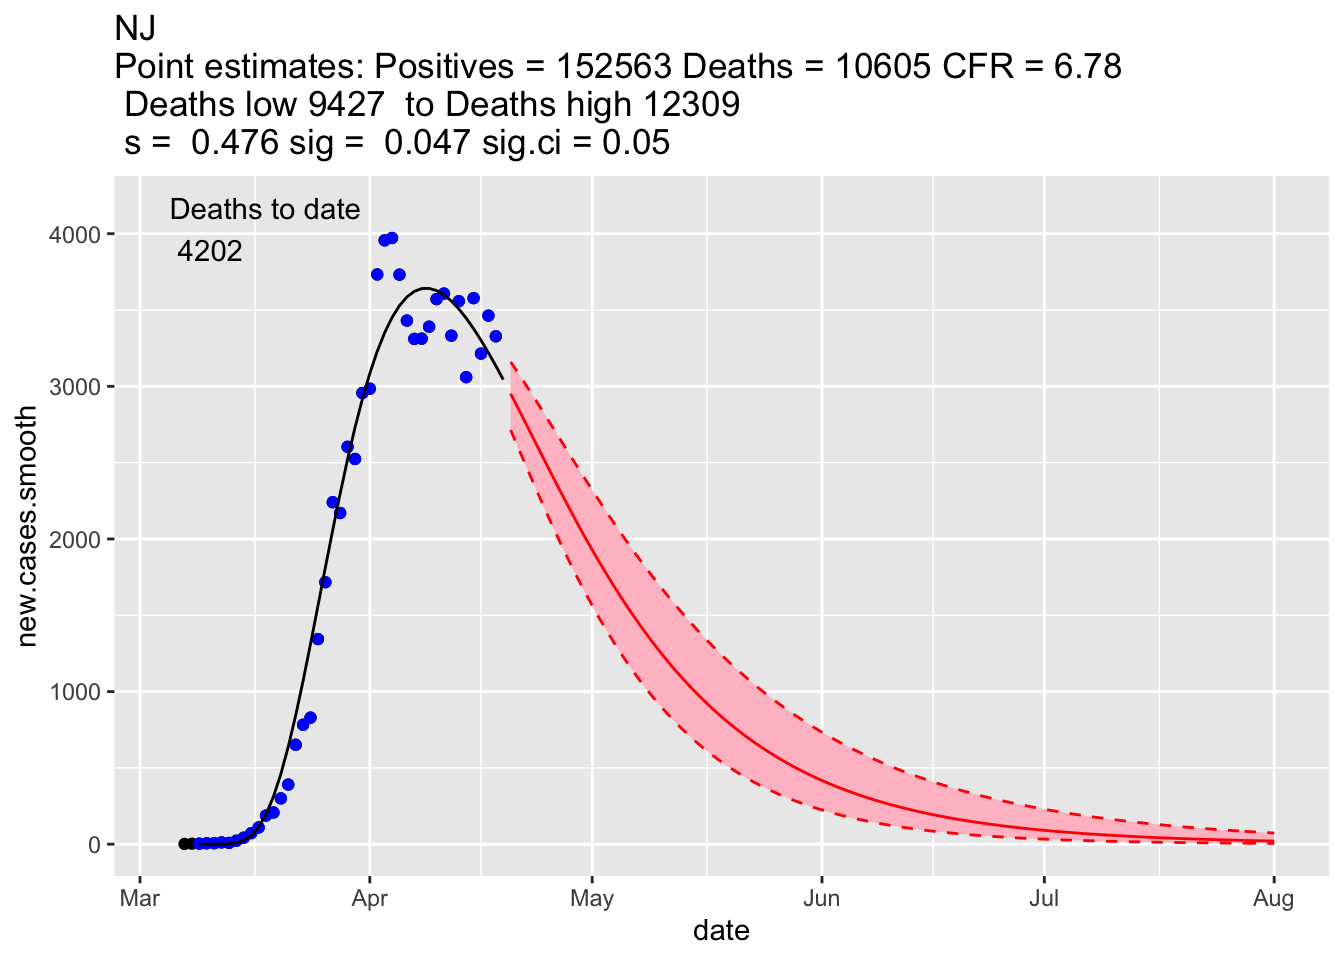 NJ
Point estimates: Positives = 152563 Deaths = 10605 CFR = 6.78
Deaths low 9427  to Deaths high 12309
s =  0.476 sig =  0.047 sig.ci = 0.05
Deaths to date
4202
4000
3000
2000
1000
0
new.cases.smooth
Mar Apr May Jun Jul Aug
date